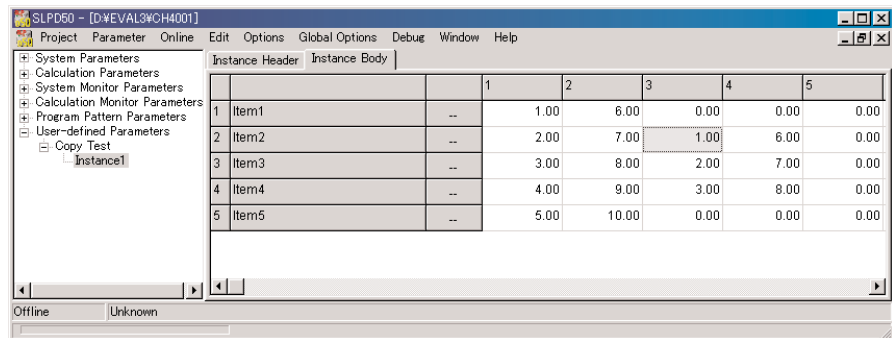 SLPD50 - [D:¥EVAL3¥CH4001]
Project Parameter Online Edit Options Global Options Debug Window Help
System Parameters
Calculation Parameters
System Monitor Parameters
Calculation Monitor Parameters
Program Pattern Parameters
User-defined Parameters
Copy Test
Instance1
Instance Header Instance Body
1 2 3 4 5
1 Item1 -- 1.00 6.00 0.00 0.00 0.00
2 Item2 -- 2.00 7.00 1.00 6.00 0.00
3 Item3 -- 3.00 8.00 2.00 7.00 0.00
4 Item4 -- 4.00 9.00 3.00 8.00 0.00
5 Item5 -- 5.00 10.00 0.00 0.00 0.00
Offline Unknown